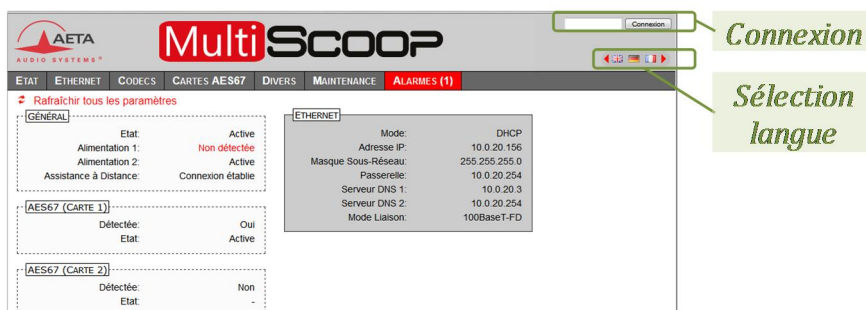 AETA
AUDIO SYSTEMS
MultiScoop
Connexion
Connexion
Sélection
langue
ETAT ETHERNET CODECS CARTES AES67 DIVERS MAINTENANCE ALARMES (1)
Rafraîchir tous les paramètres
GÉNÉRAL
Etat: Active
Alimentation 1: Non détectée
Alimentation 2: Active
Assistance à Distance: Connexion établie
ETHERNET
Mode: DHCP
Adresse IP: 10.0.20.156
Masque Sous-Réseau: 255.255.255.0
Passerelle: 10.0.20.254
Serveur DNS 1: 10.0.20.3
Serveur DNS 2: 10.0.20.254
Mode Liaison: 100BaseT-FD
AES67 (CARTE 1)
Détectée: Oui
Etat: Active
AES67 (CARTE 2)
Détectée: Non
Etat: -